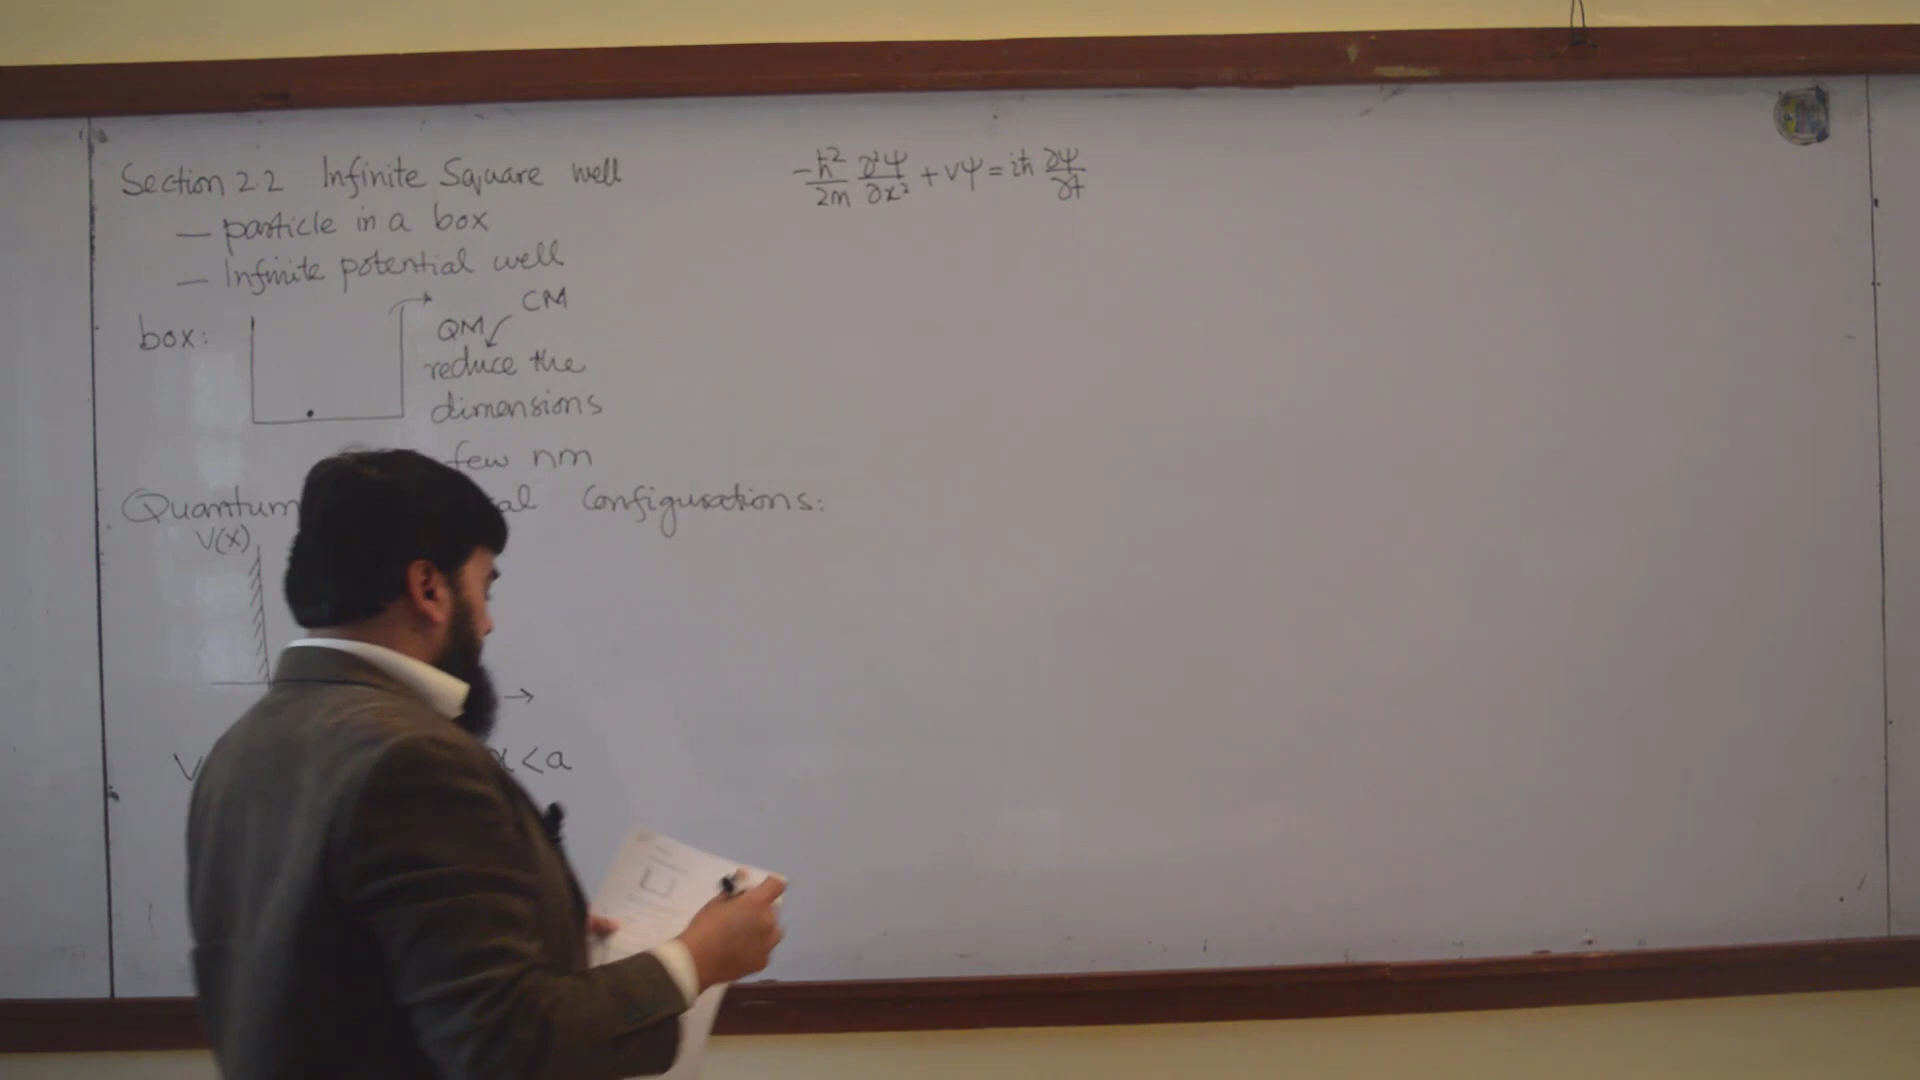 Section 2.2 Infinite Square well
— particle in a box
— Infinite potential well
box:
CM
QM
reduce the
dimensions
few nm
Quantum Configurations:
V(x)
V x < a
-ħ²/2m ∂²Ψ/∂x² + VΨ = iħ ∂Ψ/∂t